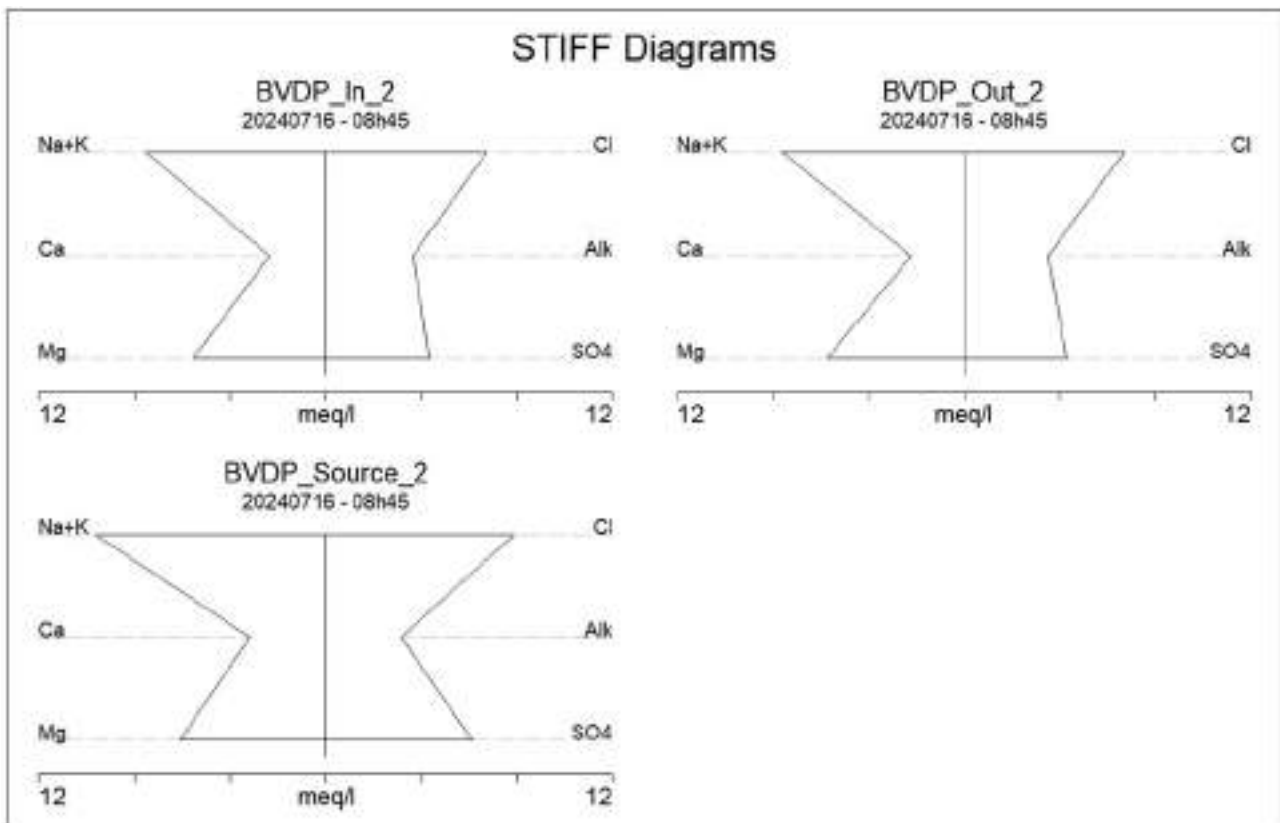 STIFF Diagrams
BVDP_In_2
20240716 - 08h45
Na+K
Cl
Ca
Alk
Mg
SO4
12
meq/l
12
BVDP_Out_2
20240716 - 08h45
Na+K
Cl
Ca
Alk
Mg
SO4
12
meq/l
12
BVDP_Source_2
20240716 - 08h45
Na+K
Cl
Ca
Alk
Mg
SO4
12
meq/l
12